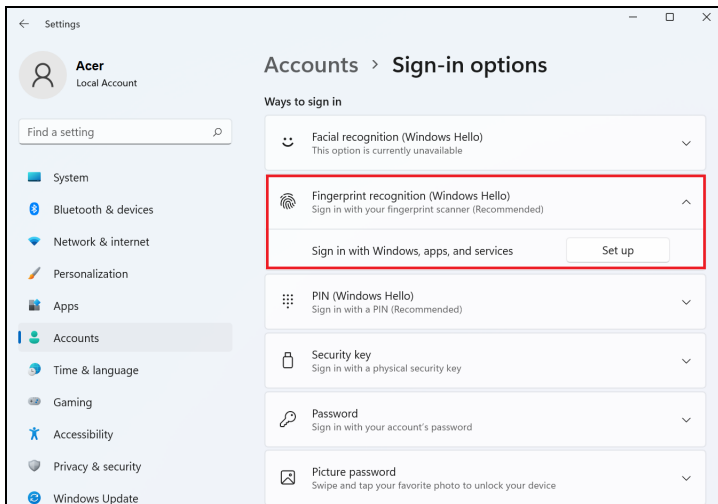 Settings
Acer
Local Account
Find a setting
System
Bluetooth & devices
Network & internet
Personalization
Apps
Accounts
Time & language
Gaming
Accessibility
Privacy & security
Windows Update
Accounts > Sign-in options
Ways to sign in
Facial recognition (Windows Hello)
This option is currently unavailable
Fingerprint recognition (Windows Hello)
Sign in with your fingerprint scanner (Recommended)
Sign in with Windows, apps, and services
Set up
PIN (Windows Hello)
Sign in with a PIN (Recommended)
Security key
Sign in with a physical security key
Password
Sign in with your account's password
Picture password
Swipe and tap your favorite photo to unlock your device